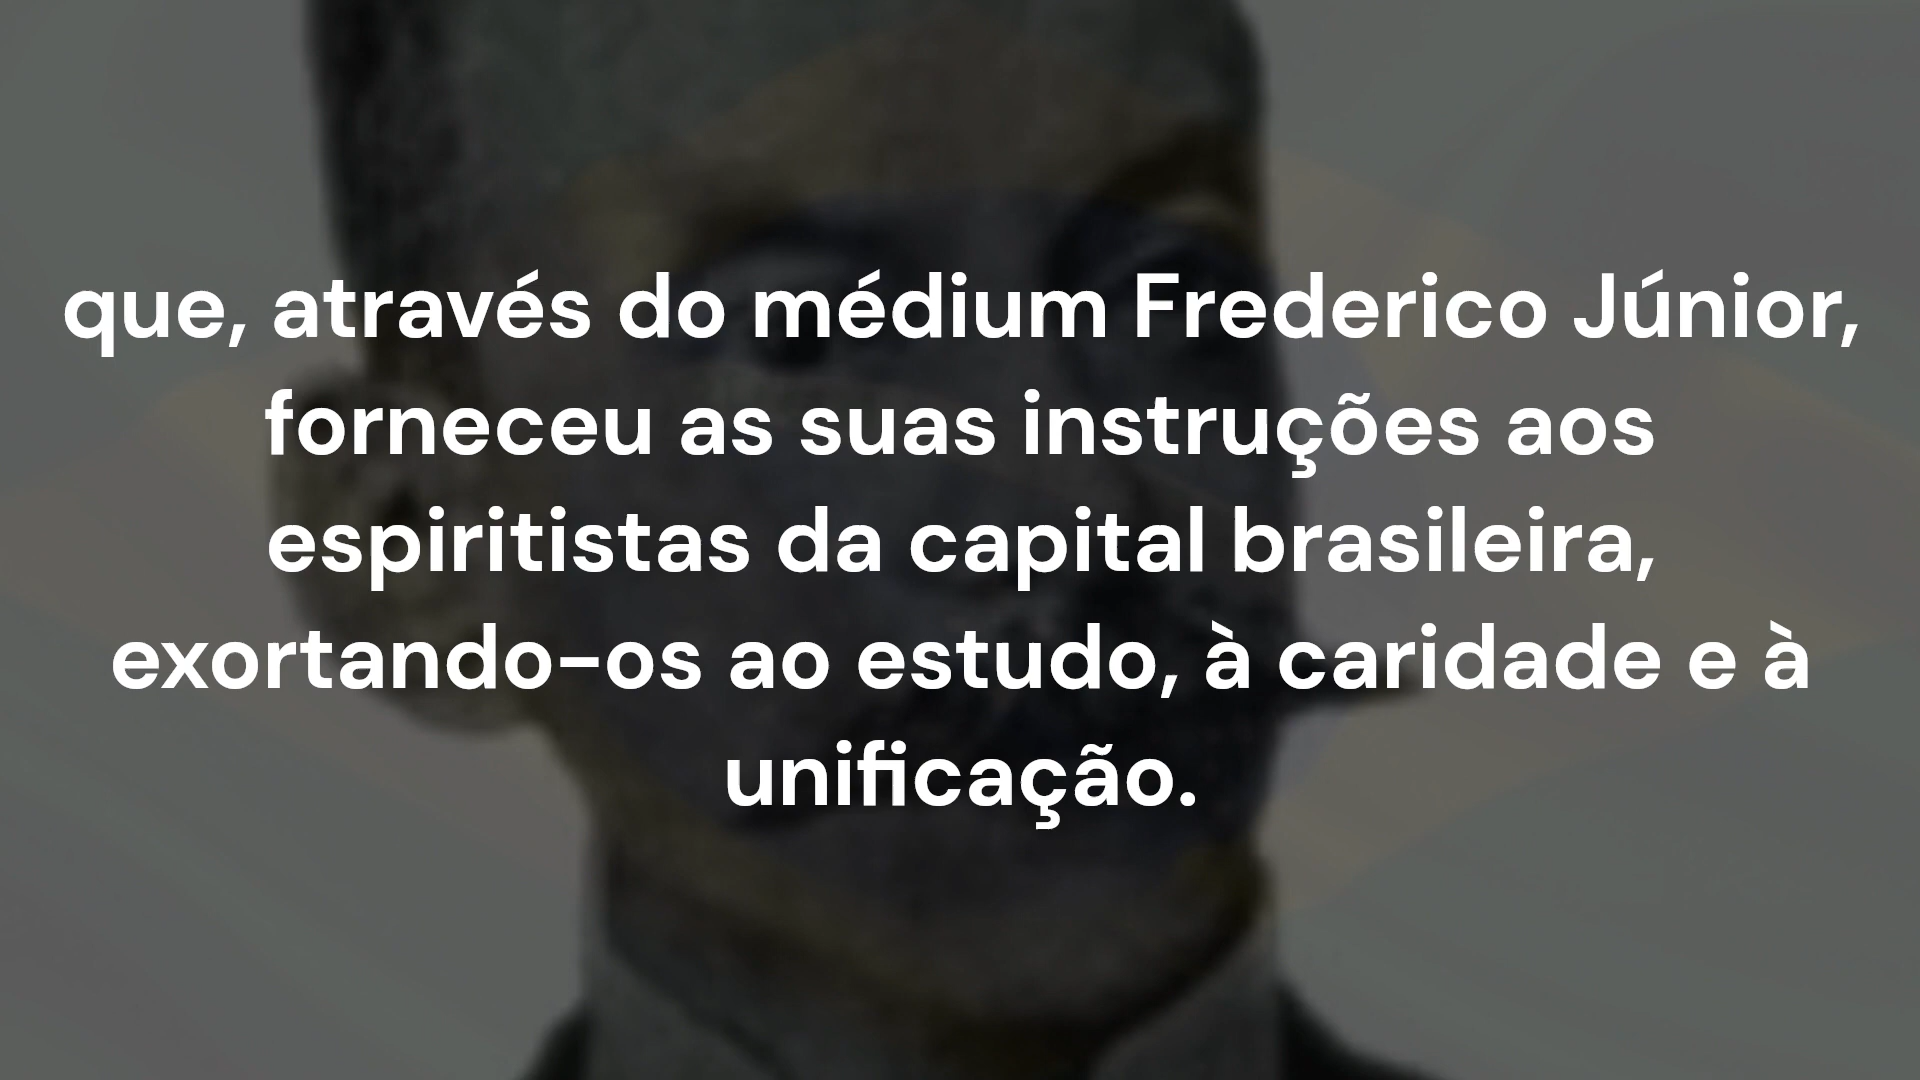 que, através do médium Frederico Júnior,
forneceu as suas instruções aos
espiritistas da capital brasileira,
exortando-os ao estudo, à caridade e à
unificação.